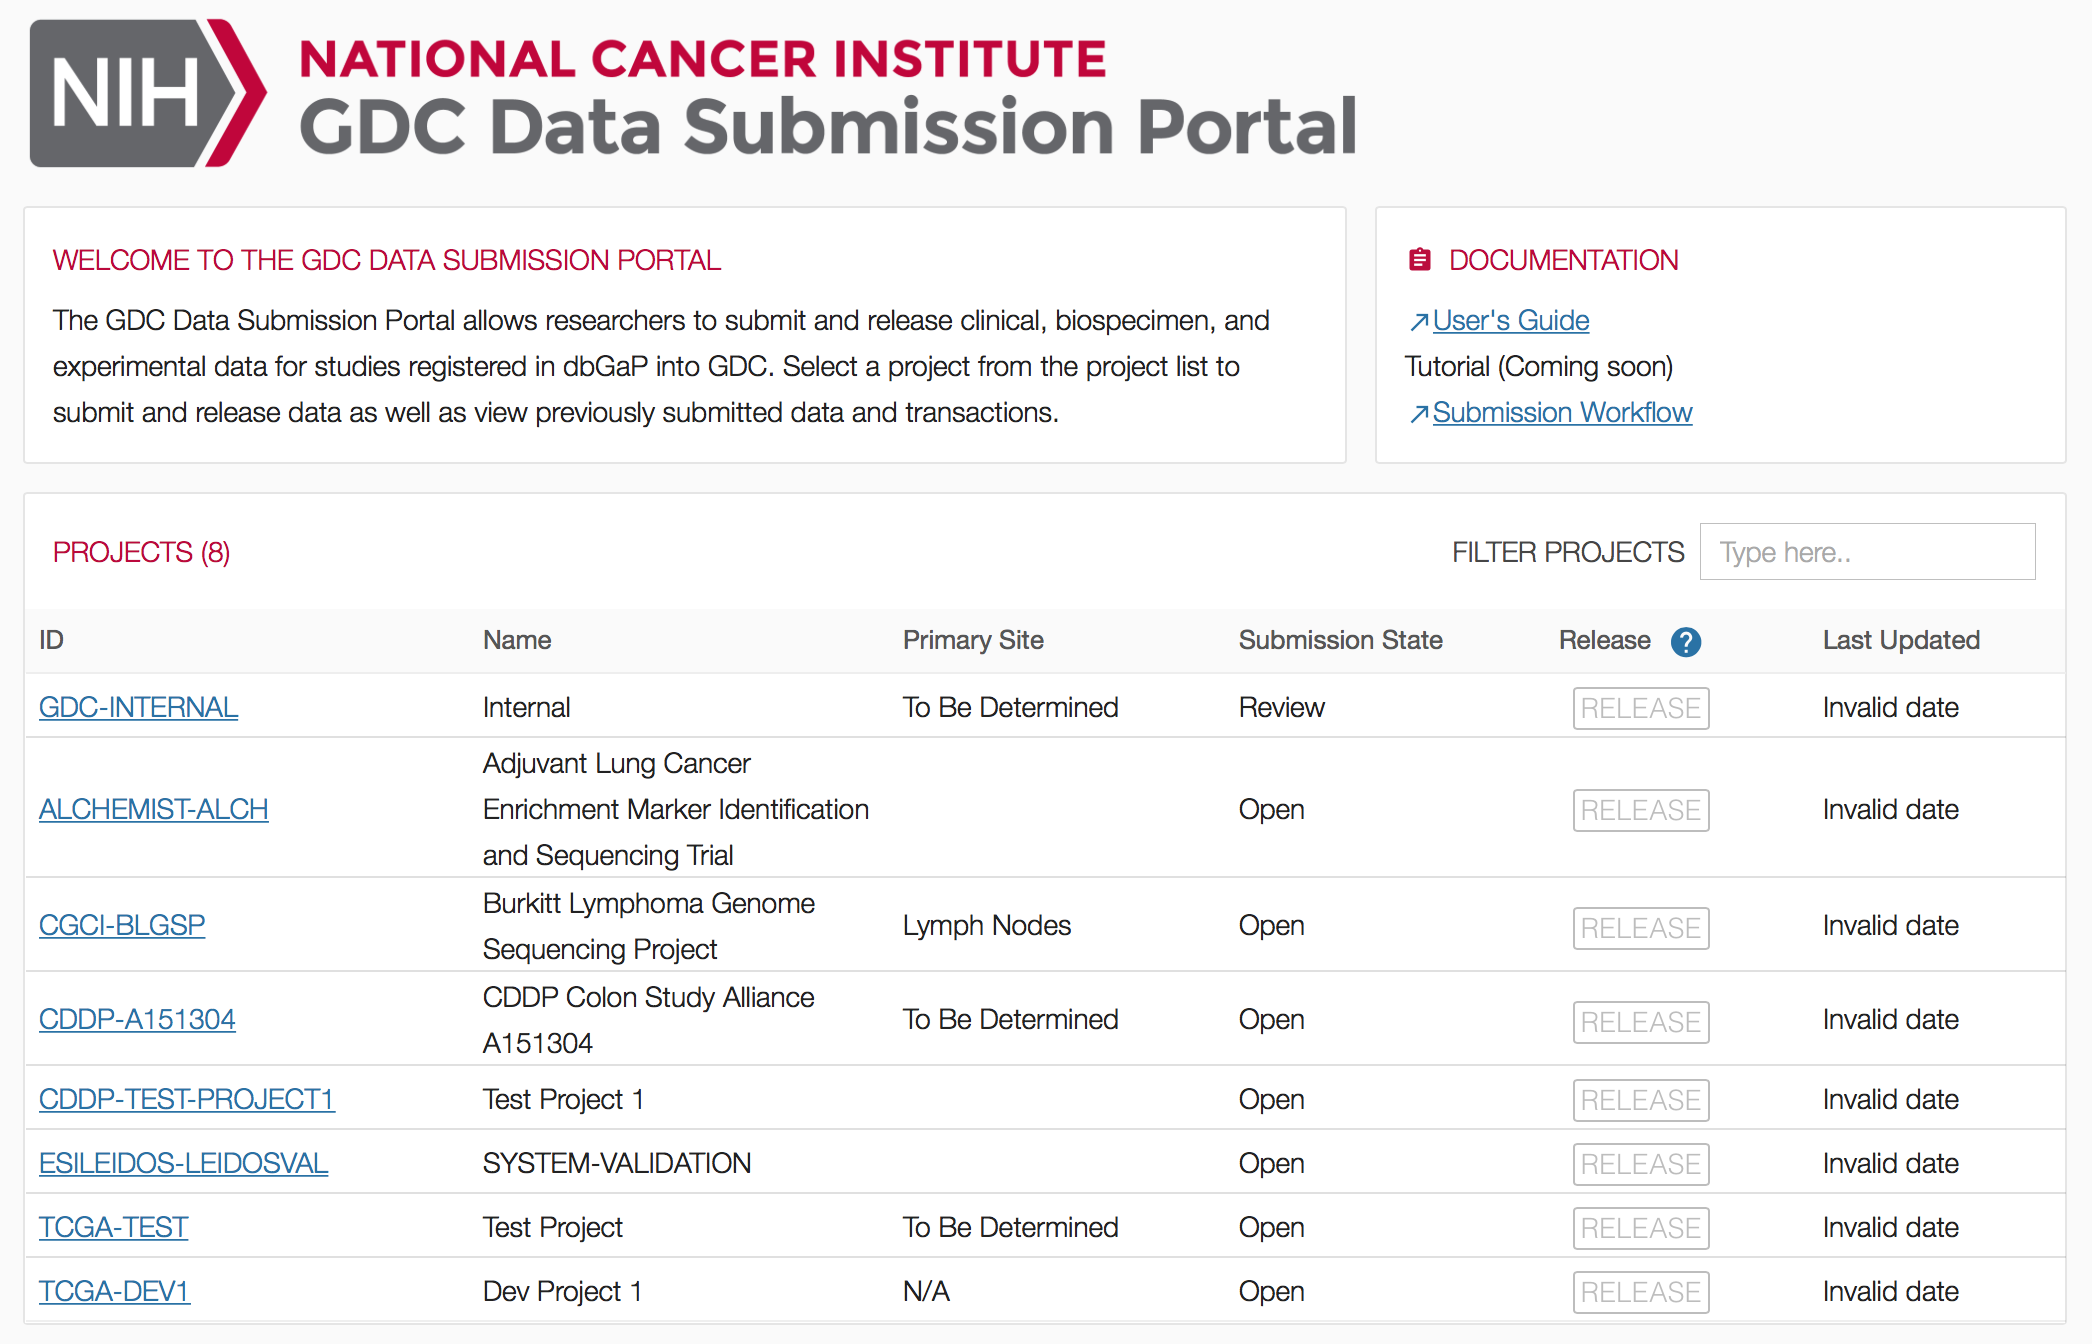 NIH
NATIONAL CANCER INSTITUTE
GDC Data Submission Portal
WELCOME TO THE GDC DATA SUBMISSION PORTAL
The GDC Data Submission Portal allows researchers to submit and release clinical, biospecimen, and
experimental data for studies registered in dbGaP into GDC. Select a project from the project list to
submit and release data as well as view previously submitted data and transactions.
DOCUMENTATION
User's Guide
Tutorial (Coming soon)
Submission Workflow
PROJECTS (8)
FILTER PROJECTS Type here..
ID Name Primary Site Submission State Release ? Last Updated
GDC-INTERNAL Internal To Be Determined Review RELEASE Invalid date
Adjuvant Lung Cancer
ALCHEMIST-ALCH Enrichment Marker Identification Open RELEASE Invalid date
and Sequencing Trial
Burkitt Lymphoma Genome
CGCI-BLGSP Lymph Nodes Open RELEASE Invalid date
Sequencing Project
CDDP Colon Study Alliance
CDDP-A151304 To Be Determined Open RELEASE Invalid date
A151304
CDDP-TEST-PROJECT1 Test Project 1 Open RELEASE Invalid date
ESILEIDOS-LEIDOSVAL SYSTEM-VALIDATION Open RELEASE Invalid date
TCGA-TEST Test Project To Be Determined Open RELEASE Invalid date
TCGA-DEV1 Dev Project 1 N/A Open RELEASE Invalid date